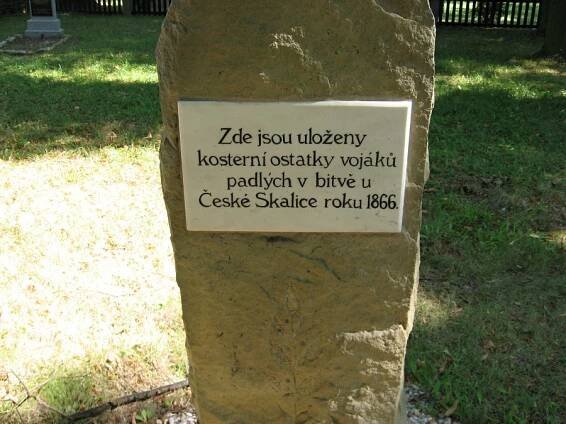 Zde jsou uloženy
kosterní ostatky vojáků
padlých v bitvě u
České Skalice roku 1866.